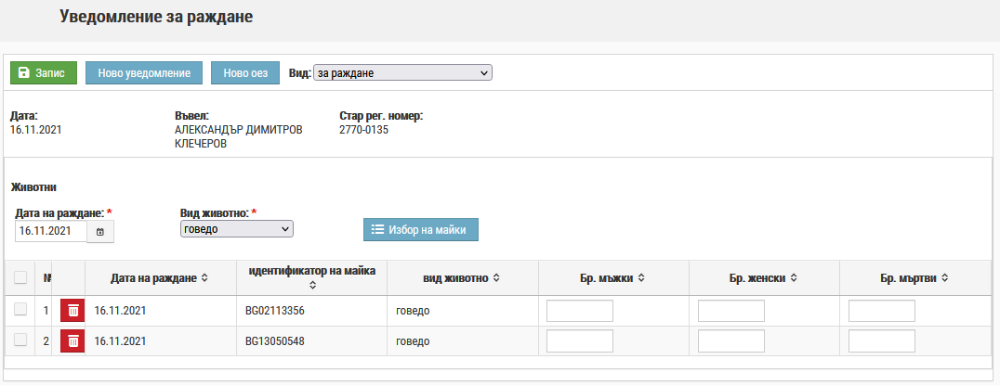 Уведомление за раждане
Запис Ново уведомление Ново оез Вид: за раждане
Дата: Въвел: Стар рег. номер:
16.11.2021 АЛЕКСАНДЪР ДИМИТРОВ 2770-0135
КЛЕЧЕРОВ
Животни
Дата на раждане: * Вид животно: *
16.11.2021 говедо Избор на майки
№ Дата на раждане идентификатор на майка вид животно Бр. мъжки Бр. женски Бр. мъртви
1 16.11.2021 BG02113356 говедо
2 16.11.2021 BG13050548 говедо